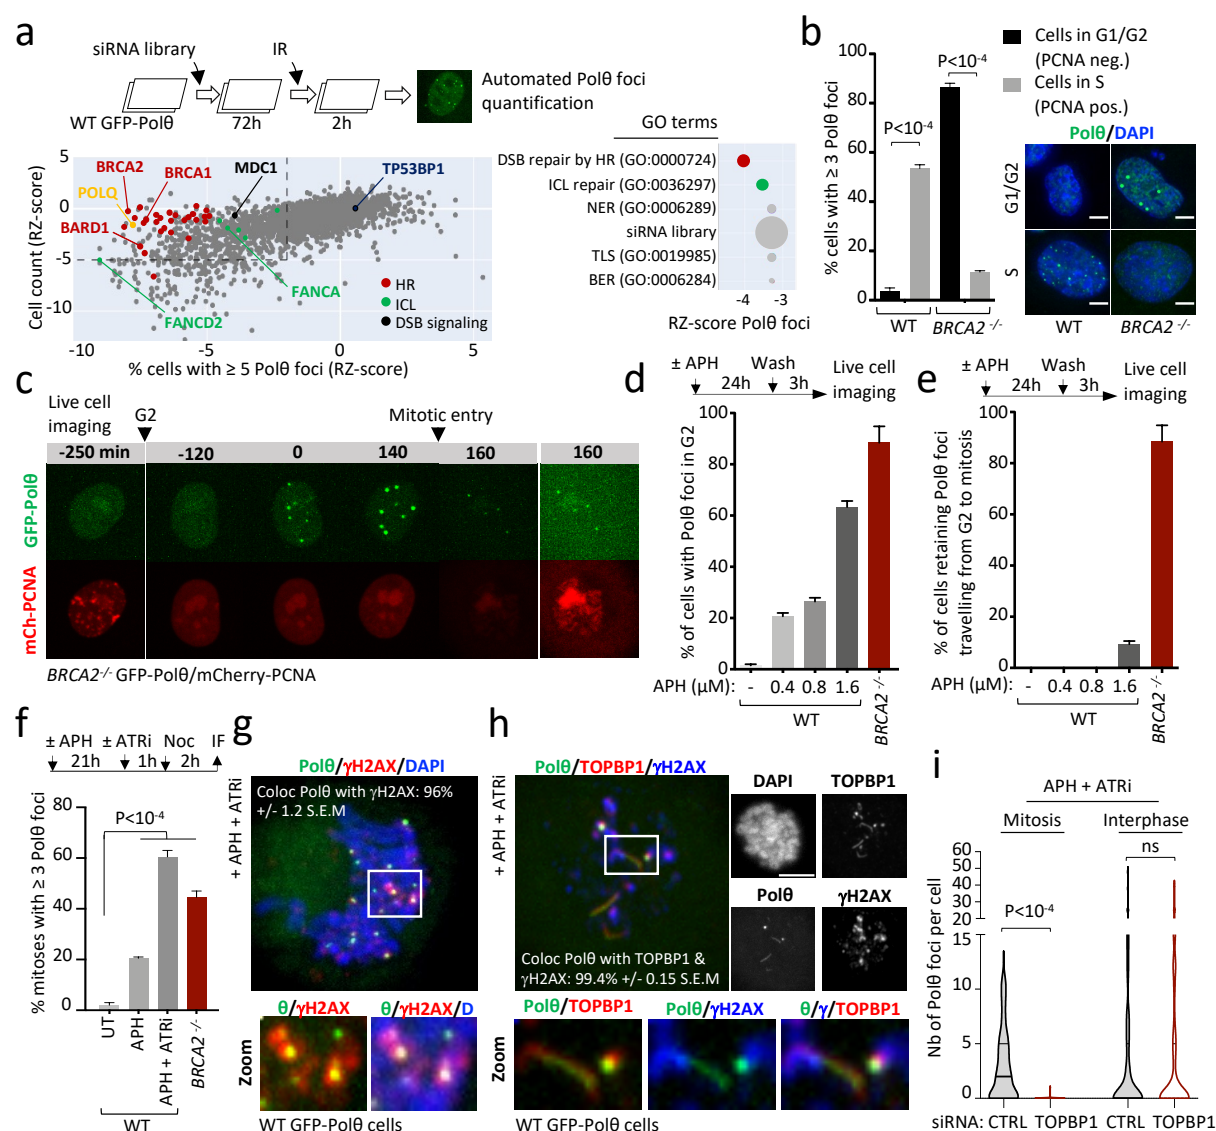 a
siRNA library
IR
WT GFP-Polθ
72h
2h
Automated Polθ foci
quantification
Cell count (RZ-score)
5
0
-5
-10
BRCA2
BRCA1
MDC1
TP53BP1
POLQ
BARD1
FANCA
FANCD2
HR
ICL
DSB signaling
-10
-5
0
5
% cells with ≥ 5 Polθ foci (RZ-score)
GO terms
DSB repair by HR (GO:0000724)
ICL repair (GO:0036297)
NER (GO:0006289)
siRNA library
TLS (GO:0019985)
BER (GO:0006284)
-4
-3
RZ-score Polθ foci
b
% cells with ≥ 3 Polθ foci
100
80
60
40
20
0
P<10⁻⁴
P<10⁻⁴
WT
BRCA2 ⁻/⁻
Cells in G1/G2
(PCNA neg.)
Cells in S
(PCNA pos.)
Polθ/DAPI
G1/G2
S
WT
BRCA2 ⁻/⁻
c
Live cell
imaging
G2
Mitotic entry
-250 min
-120
0
140
160
160
GFP-Polθ
mCh-PCNA
BRCA2⁻/⁻ GFP-Polθ/mCherry-PCNA
d
± APH
Wash
Live cell
imaging
24h
3h
% of cells with Polθ foci in G2
100
80
60
40
20
0
APH (µM):
-
0.4
0.8
1.6
WT
BRCA2 ⁻/⁻
e
± APH
Wash
Live cell
imaging
24h
3h
% of cells retaining Polθ foci
travelling from G2 to mitosis
100
80
60
40
20
0
APH (µM):
-
0.4
0.8
1.6
WT
BRCA2 ⁻/⁻
f
± APH
± ATRi
Noc
IF
21h
1h
2h
% mitoses with ≥ 3 Polθ foci
80
60
40
20
0
P<10⁻⁴
UT
APH
APH + ATRi
BRCA2 ⁻/⁻
WT
g
Polθ/γH2AX/DAPI
+ APH + ATRi
Coloc Polθ with γH2AX: 96%
+/- 1.2 S.E.M
θ/γH2AX
θ/γH2AX/D
Zoom
WT GFP-Polθ cells
h
Polθ/TOPBP1/γH2AX
+ APH + ATRi
Coloc Polθ with TOPBP1 &
γH2AX: 99.4% +/- 0.15 S.E.M
DAPI
TOPBP1
Polθ
γH2AX
Polθ/TOPBP1
Polθ/γH2AX
θ/γ/TOPBP1
Zoom
WT GFP-Polθ cells
i
APH + ATRi
Mitosis
Interphase
ns
P<10⁻⁴
Nb of Polθ foci per cell
60
50
40
30
20
15
10
5
0
siRNA:
CTRL
TOPBP1
CTRL
TOPBP1